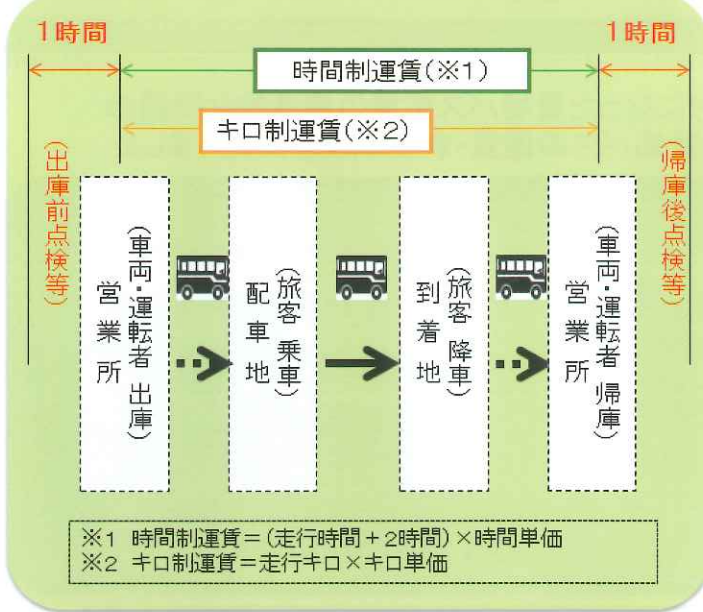 1時間
1時間
時間制運賃(※1)
キロ制運賃(※2)
(出庫前点検等)
営業所
(車両・運転者 出庫)
配車地
(旅客 乗車)
到着地
(旅客 降車)
営業所
(車両・運転者 帰庫)
(帰庫後点検等)
※1 時間制運賃=(走行時間+2時間)×時間単価
※2 キロ制運賃=走行キロ×キロ単価